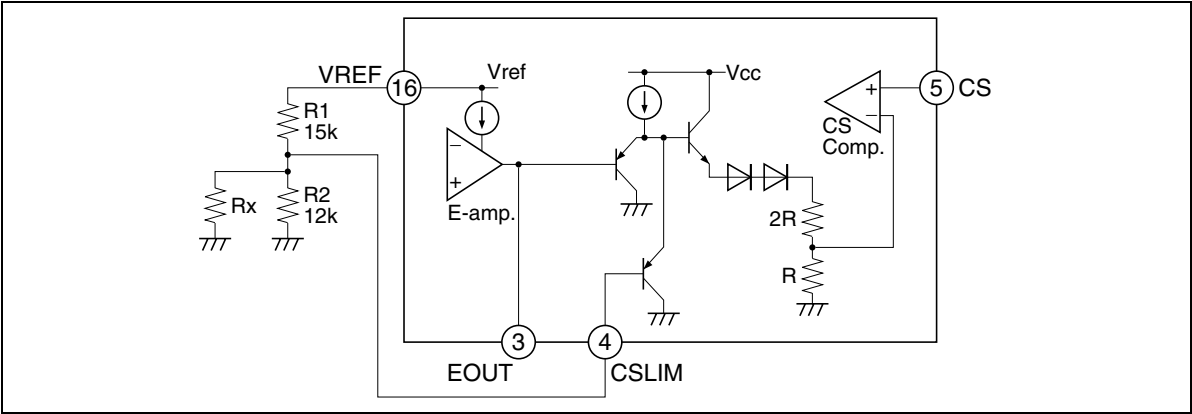 VREF
16
Vref
Vcc
5
CS
R1
15k
−
+
E-amp.
+
−
CS
Comp.
Rx
R2
12k
2R
R
3
4
EOUT
CSLIM